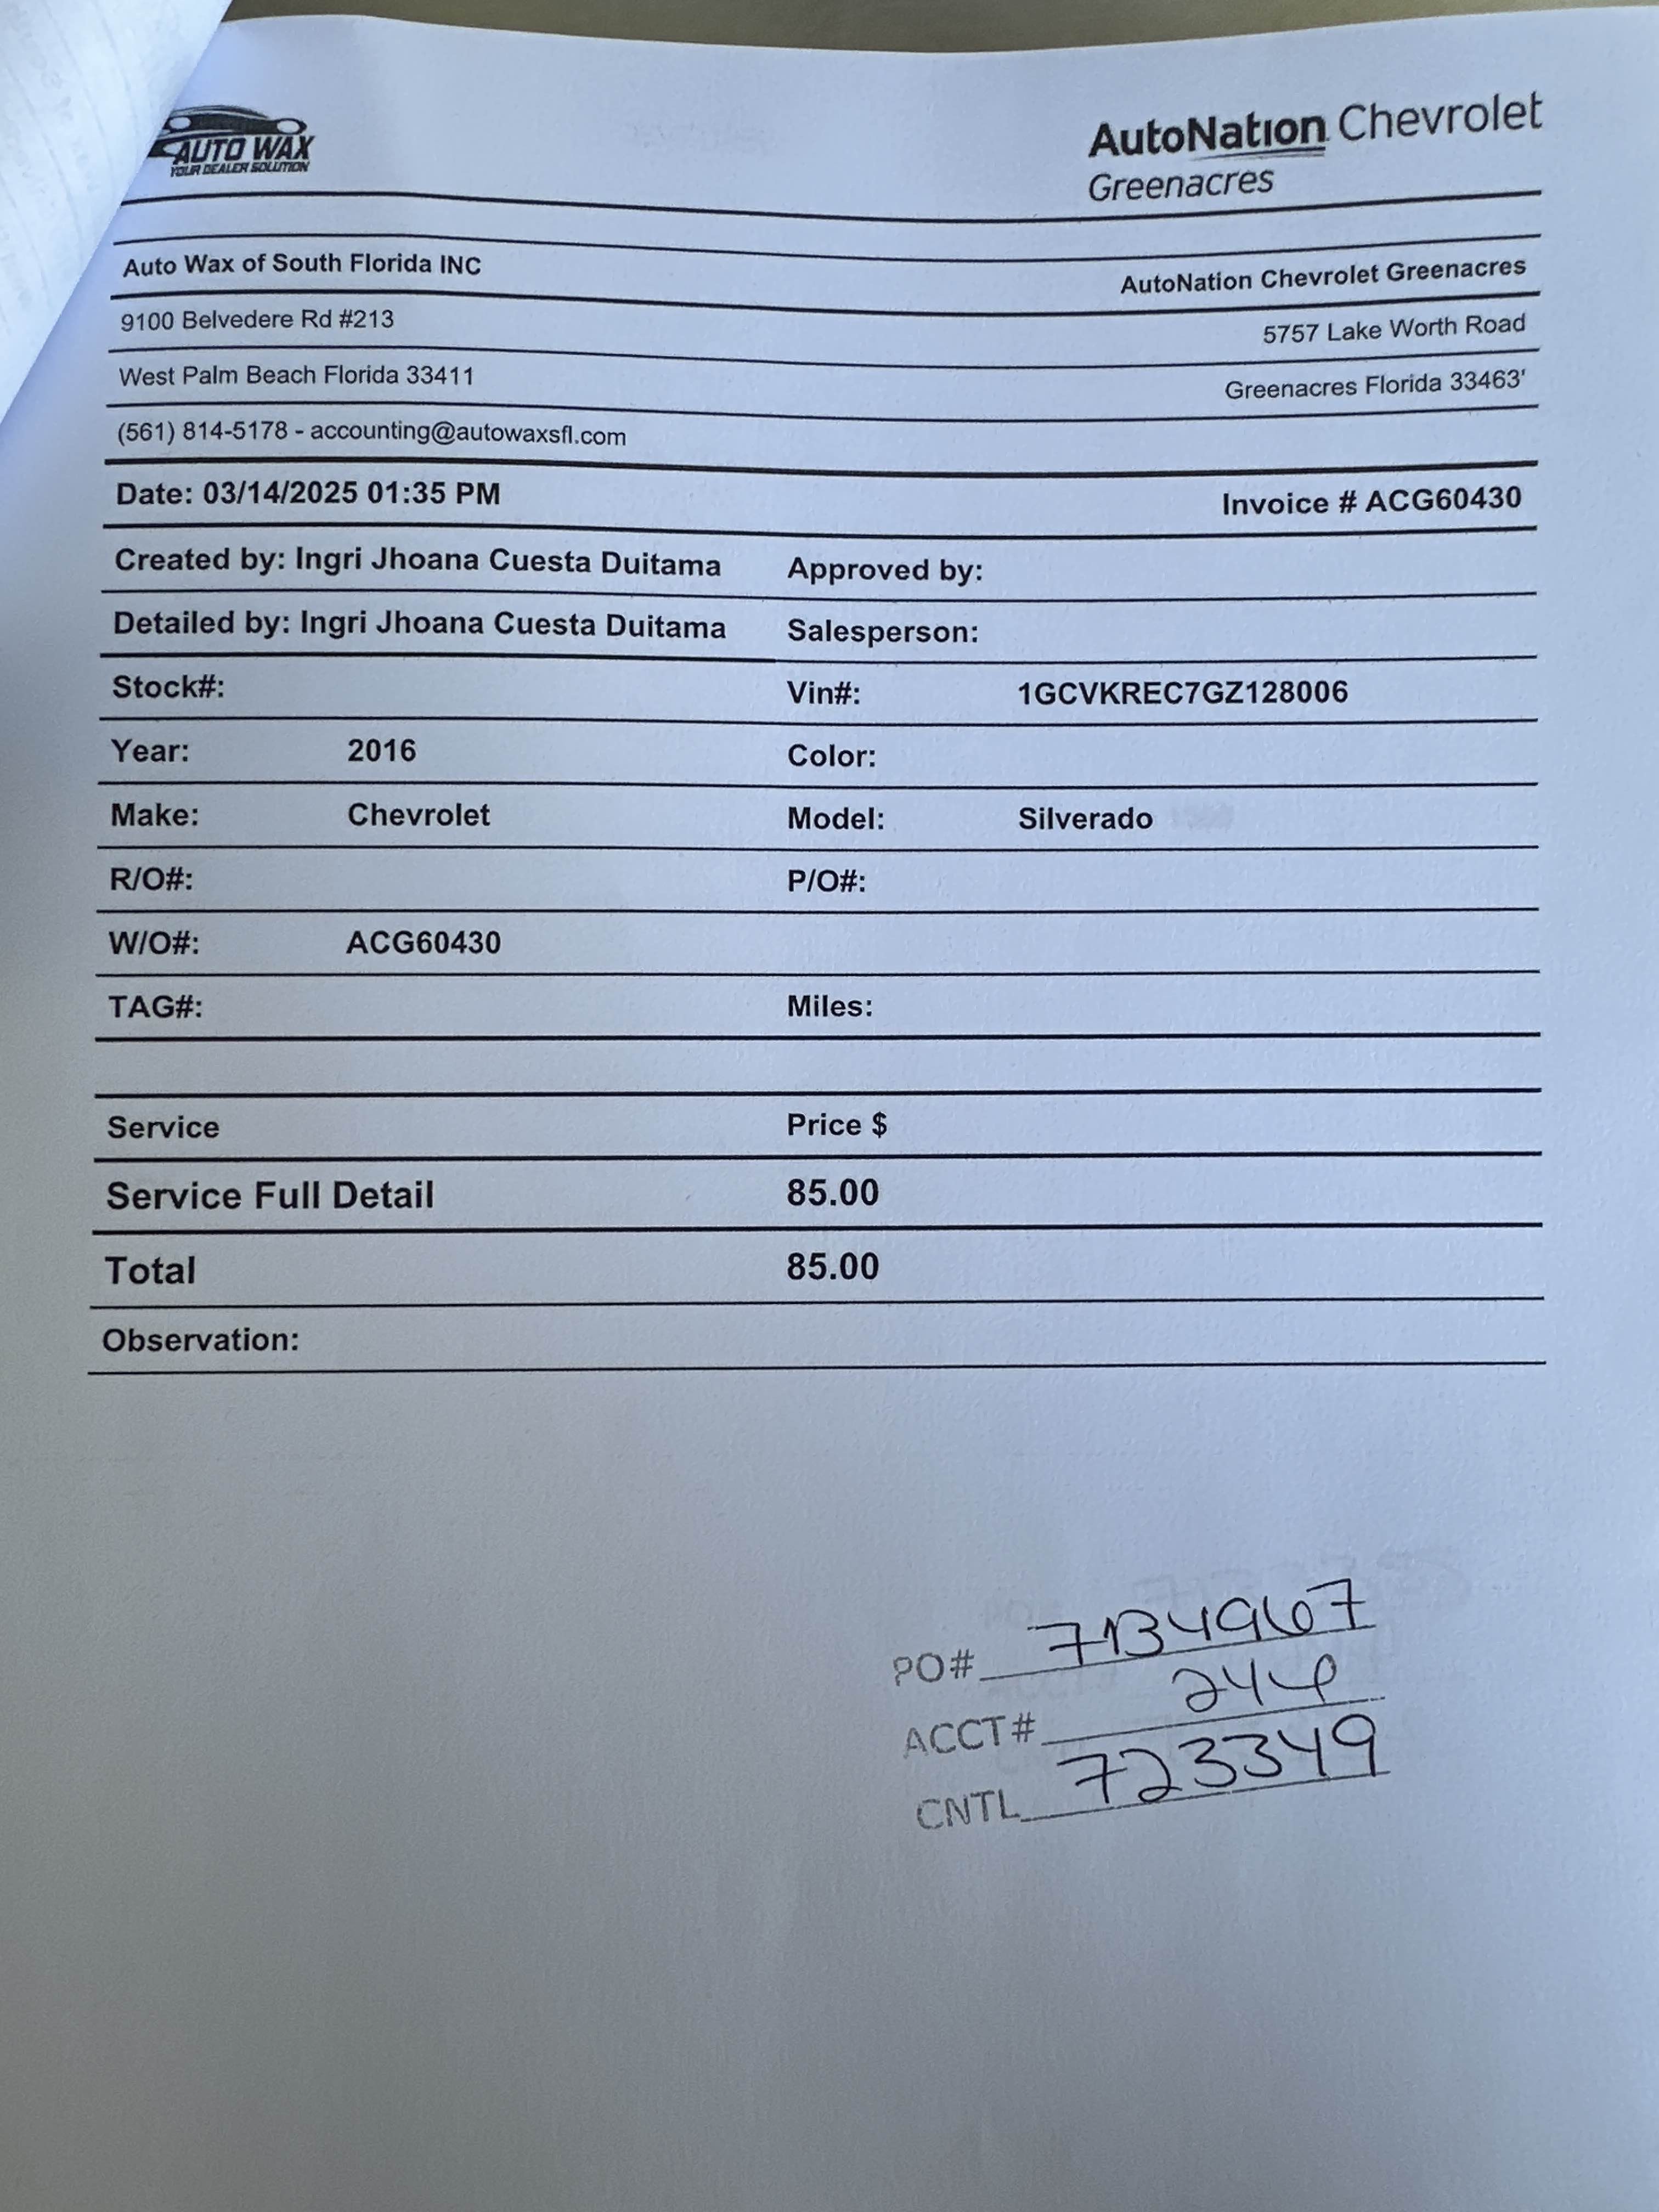 AUTO WAX
YOUR DEALER SOLUTION
AutoNation Chevrolet
Greenacres
Auto Wax of South Florida INC
AutoNation Chevrolet Greenacres
9100 Belvedere Rd #213
5757 Lake Worth Road
West Palm Beach Florida 33411
Greenacres Florida 33463'
(561) 814-5178 - accounting@autowaxsfl.com
Date: 03/14/2025 01:35 PM
Invoice # ACG60430
Created by: Ingri Jhoana Cuesta Duitama
Approved by:
Detailed by: Ingri Jhoana Cuesta Duitama
Salesperson:
Stock#:
Vin#: 1GCVKREC7GZ128006
Year: 2016
Color:
Make: Chevrolet
Model: Silverado
R/O#:
P/O#:
W/O#: ACG60430
TAG#:
Miles:
Service Price $
Service Full Detail 85.00
Total 85.00
Observation:
PO# 7134967
ACCT#
CNTL 723349